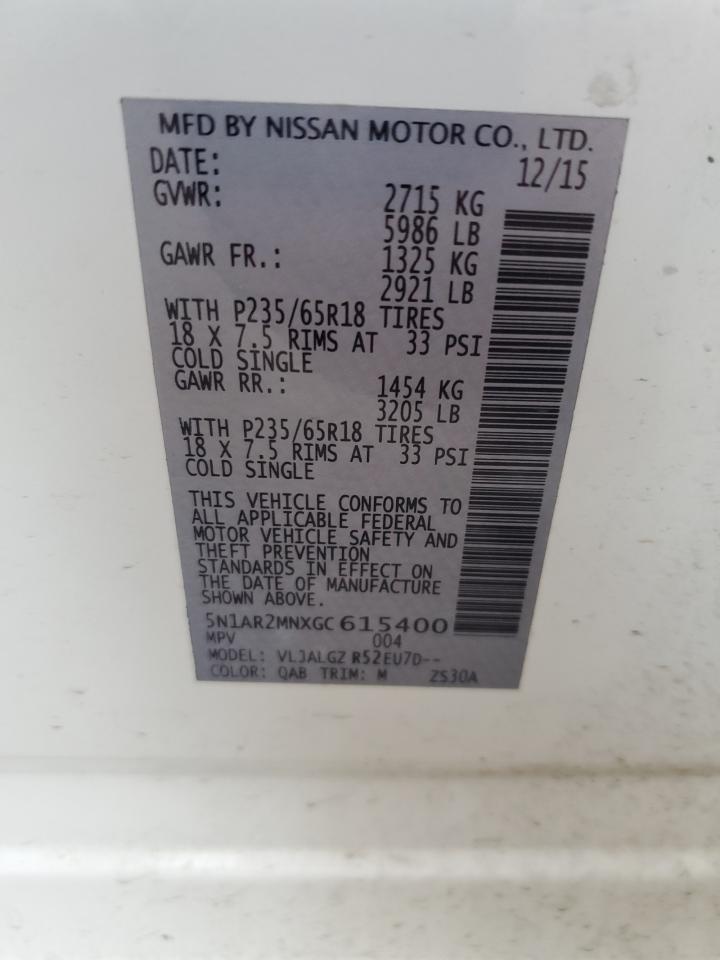 MFD BY NISSAN MOTOR CO., LTD.
DATE: 12/15
GVWR: 2715 KG
5986 LB
GAWR FR.: 1325 KG
2921 LB
WITH P235/65R18 TIRES
18 X 7.5 RIMS AT 33 PSI
COLD SINGLE
GAWR RR.: 1454 KG
3205 LB
WITH P235/65R18 TIRES
18 X 7.5 RIMS AT 33 PSI
COLD SINGLE
THIS VEHICLE CONFORMS TO
ALL APPLICABLE FEDERAL
MOTOR VEHICLE SAFETY AND
THEFT PREVENTION
STANDARDS IN EFFECT ON
THE DATE OF MANUFACTURE
SHOWN ABOVE.
5N1AR2MNXGC 615400
MPV 004
MODEL: VLJALGZ R52EU7D--
COLOR: QAB TRIM: M ZS30A